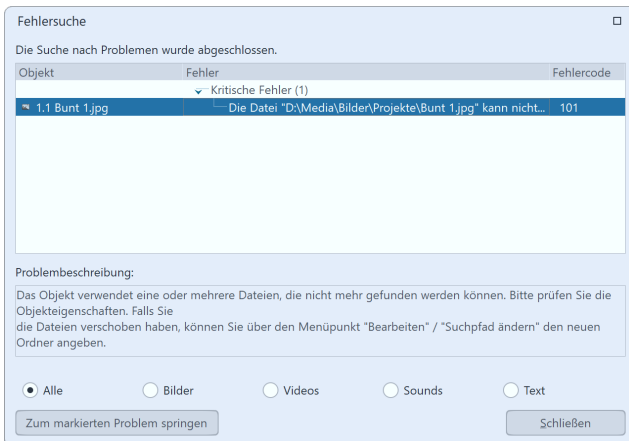 Fehlersuche
Die Suche nach Problemen wurde abgeschlossen.
Objekt Fehler Fehlercode
Kritische Fehler (1)
1.1 Bunt 1.jpg Die Datei "D:\Media\Bilder\Projekte\Bunt 1.jpg" kann nicht... 101
Problembeschreibung:
Das Objekt verwendet eine oder mehrere Dateien, die nicht mehr gefunden werden können. Bitte prüfen Sie die
Objekteigenschaften. Falls Sie
die Dateien verschoben haben, können Sie über den Menüpunkt "Bearbeiten" / "Suchpfad ändern" den neuen
Ordner angeben.
Alle Bilder Videos Sounds Text
Zum markierten Problem springen Schließen